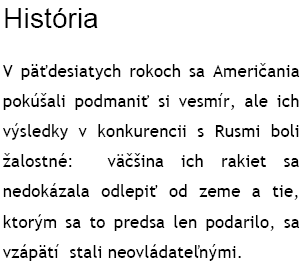 História
V päťdesiatych rokoch sa Američania
pokúšali podmaniť si vesmír, ale ich
výsledky v konkurencii s Rusmi boli
žalostné: väčšina ich rakiet sa
nedokázala odlepiť od zeme a tie,
ktorým sa to predsa len podarilo, sa
vzápätí stali neovládateľnými.